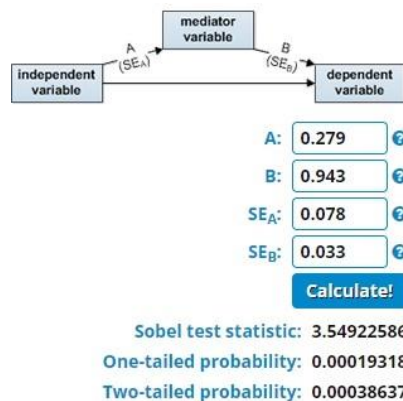 mediator
variable
A
(SEA)
B
(SEB)
independent
variable
dependent
variable
A: 0.279 ?
B: 0.943 ?
SEA: 0.078 ?
SEB: 0.033 ?
Calculate!
Sobel test statistic: 3.54922586
One-tailed probability: 0.00019318
Two-tailed probability: 0.00038637